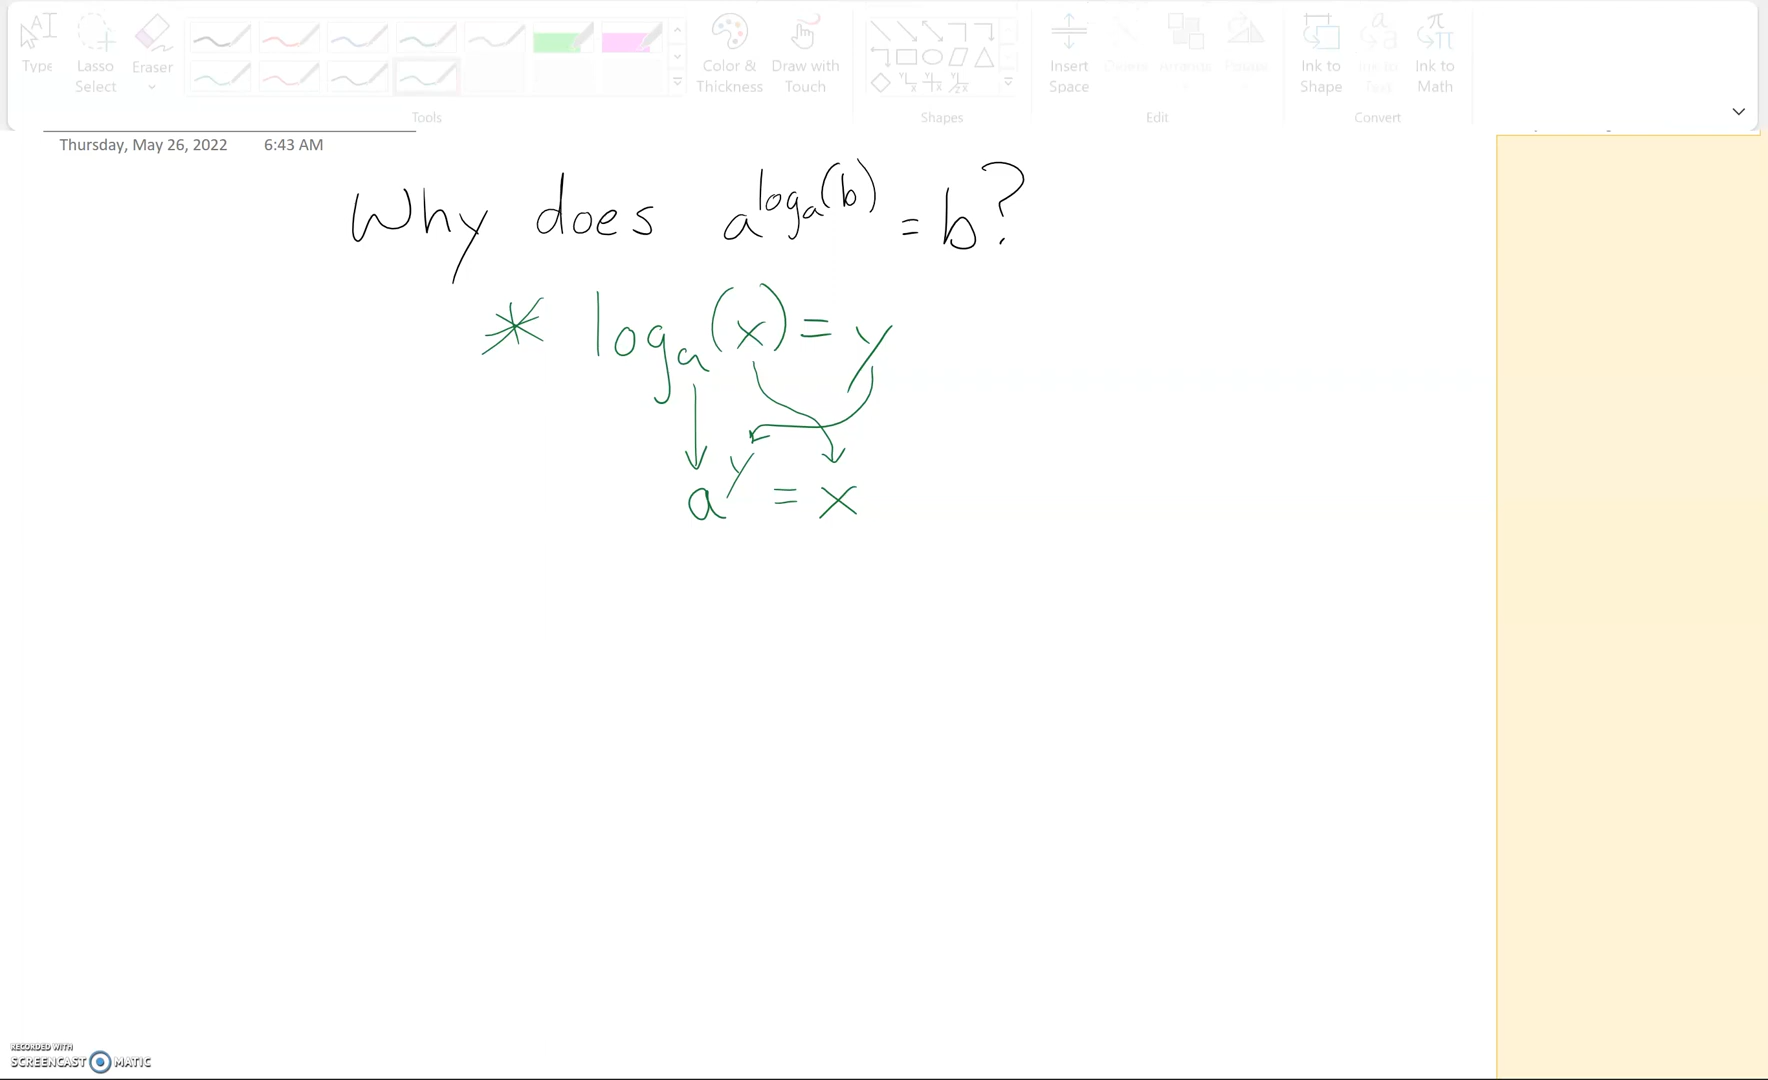 Type
Lasso Select
Eraser
Color & Thickness
Draw with Touch
Insert Space
Ink to Shape
Ink to Math
Tools
Shapes
Edit
Convert
Thursday, May 26, 2022 6:43 AM
Why does a^{log_a(b)} = b?
* log_a(x) = y
a^y = x
RECORDED WITH
SCREENCAST MATIC